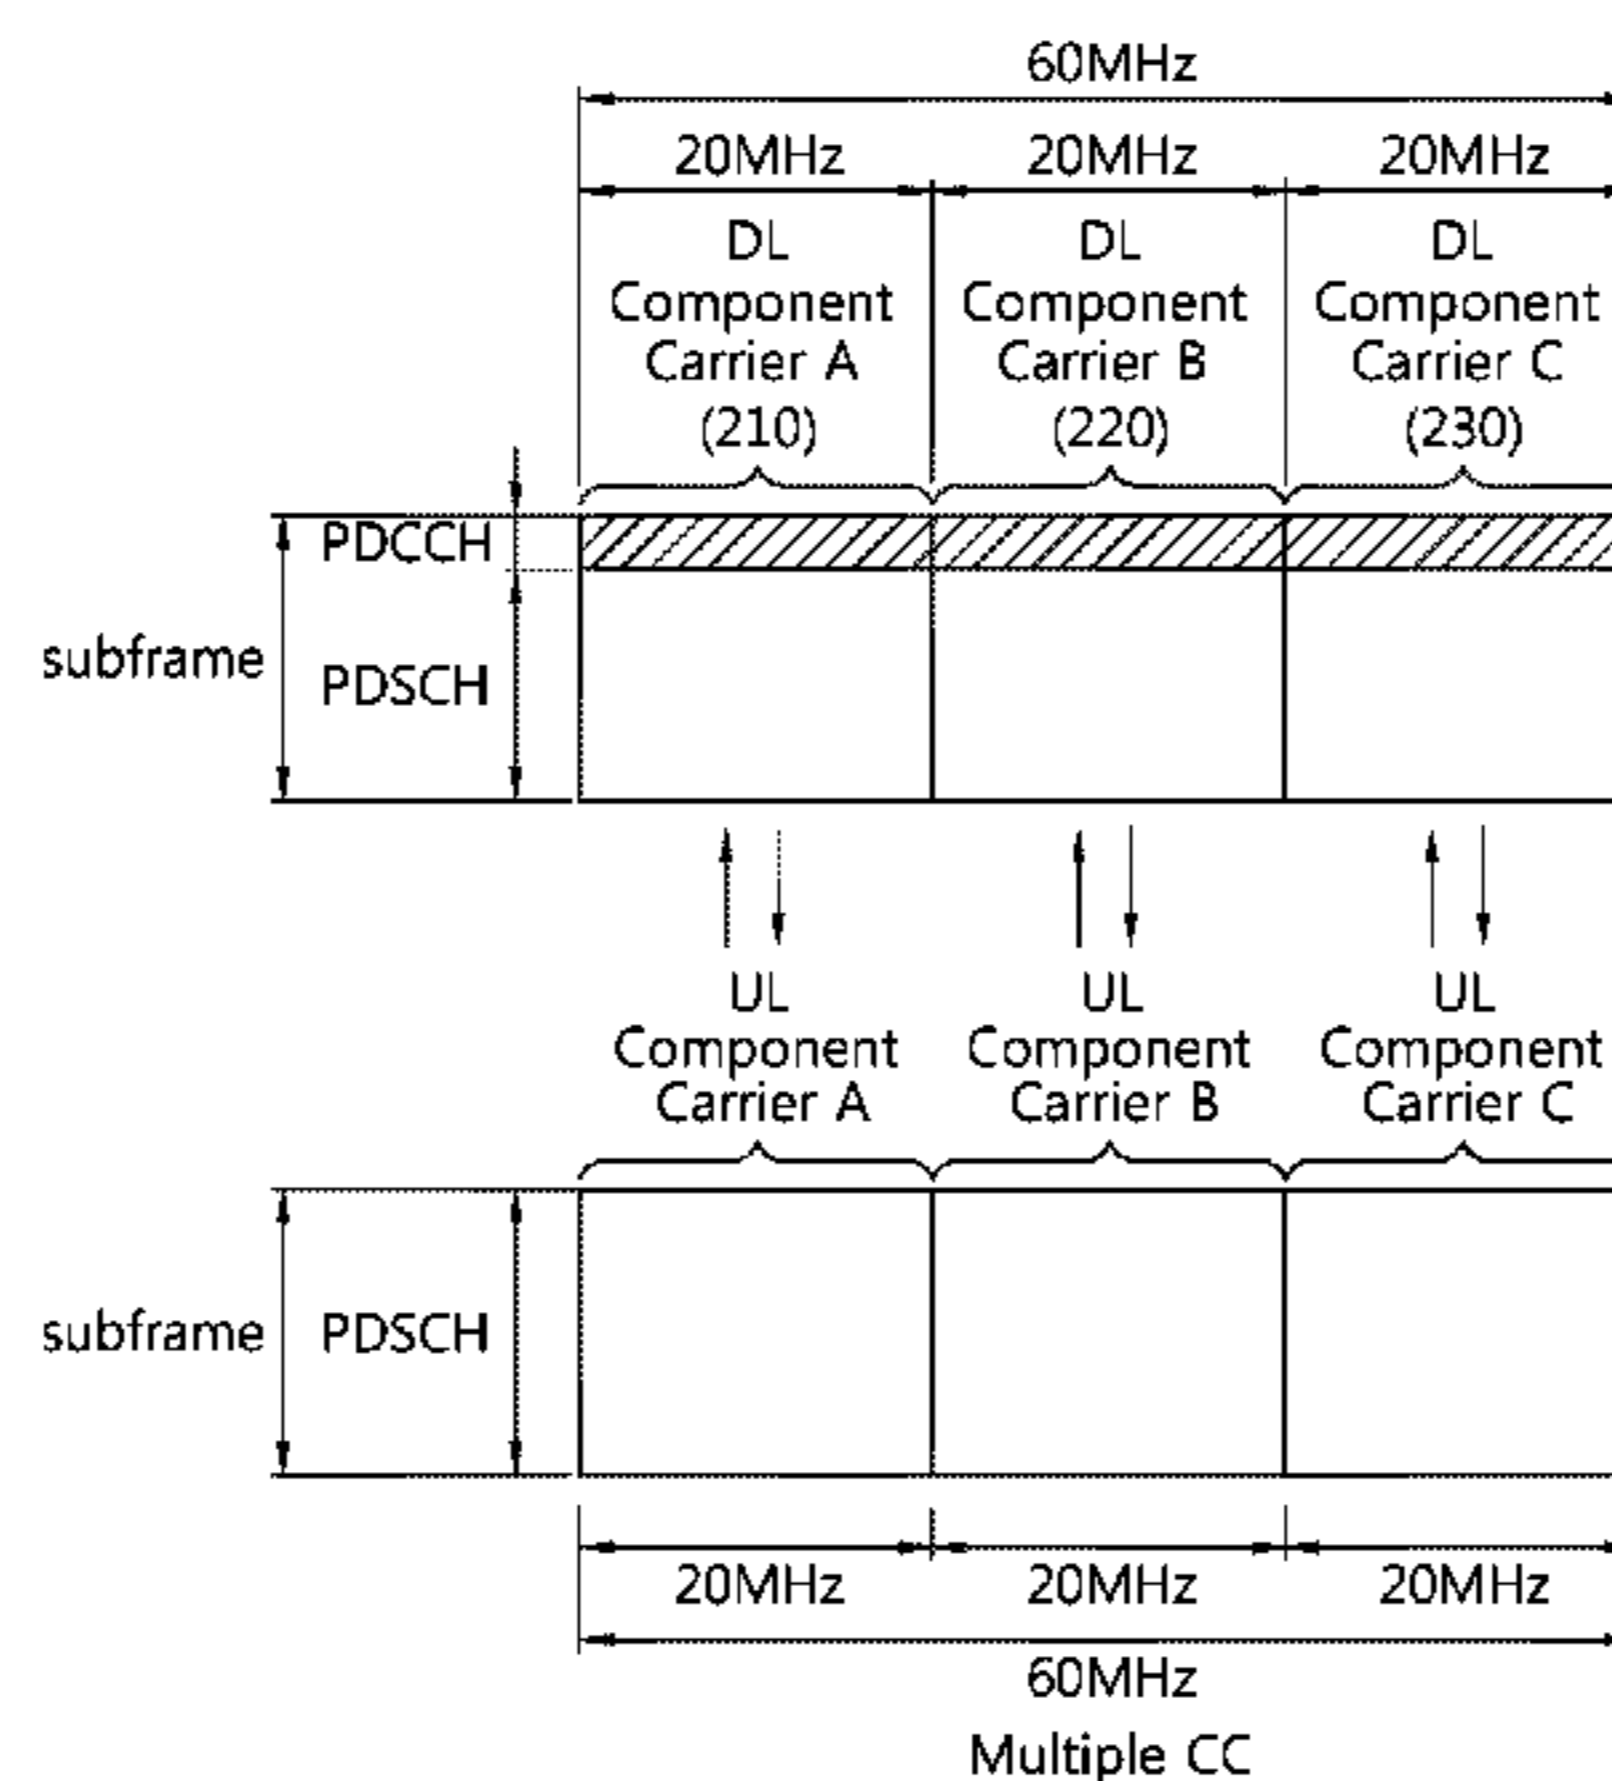 60MHz
20MHz 20MHz 20MHz
DL DL DL
Component Component Component
Carrier A Carrier B Carrier C
(210) (220) (230)
PDCCH
subframe PDSCH
UL UL UL
Component Component Component
Carrier A Carrier B Carrier C
subframe PDSCH
20MHz 20MHz 20MHz
60MHz
Multiple CC